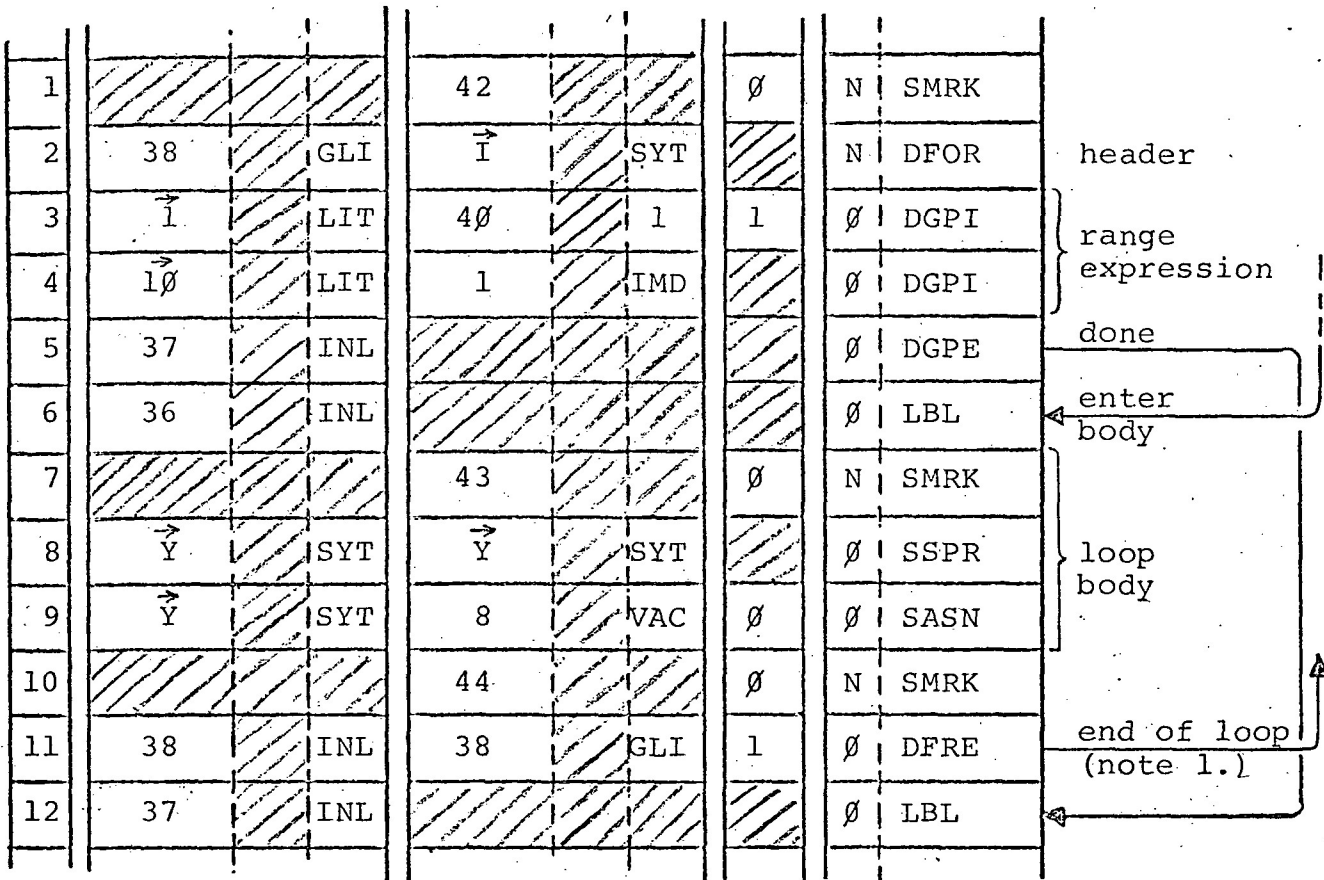 1 42 Ø N SMRK
2 38 GLI I⃗ SYT N DFOR header
3 1⃗ LIT 4Ø 1 1 Ø DGPI range
4 1Ø⃗ LIT 1 IMD Ø DGPI expression
5 37 INL Ø DGPE done
6 36 INL Ø LBL enter
body
7 43 Ø N SMRK
8 Y⃗ SYT Y⃗ SYT Ø SSPR loop
body
9 Y⃗ SYT 8 VAC Ø Ø SASN
10 44 Ø N SMRK
11 38 INL 38 GLI 1 Ø DFRE end of loop
(note 1.)
12 37 INL Ø LBL